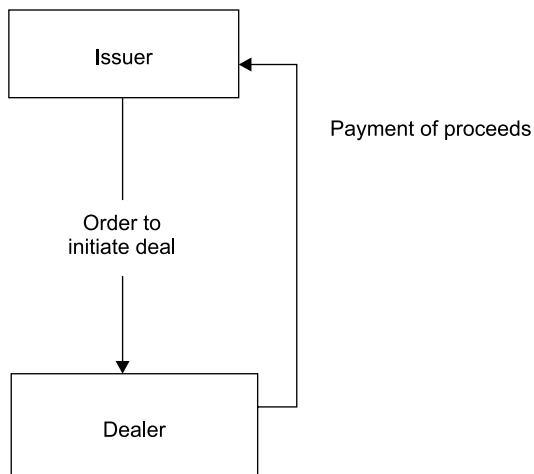 Issuer
Payment of proceeds
Order to
initiate deal
Dealer